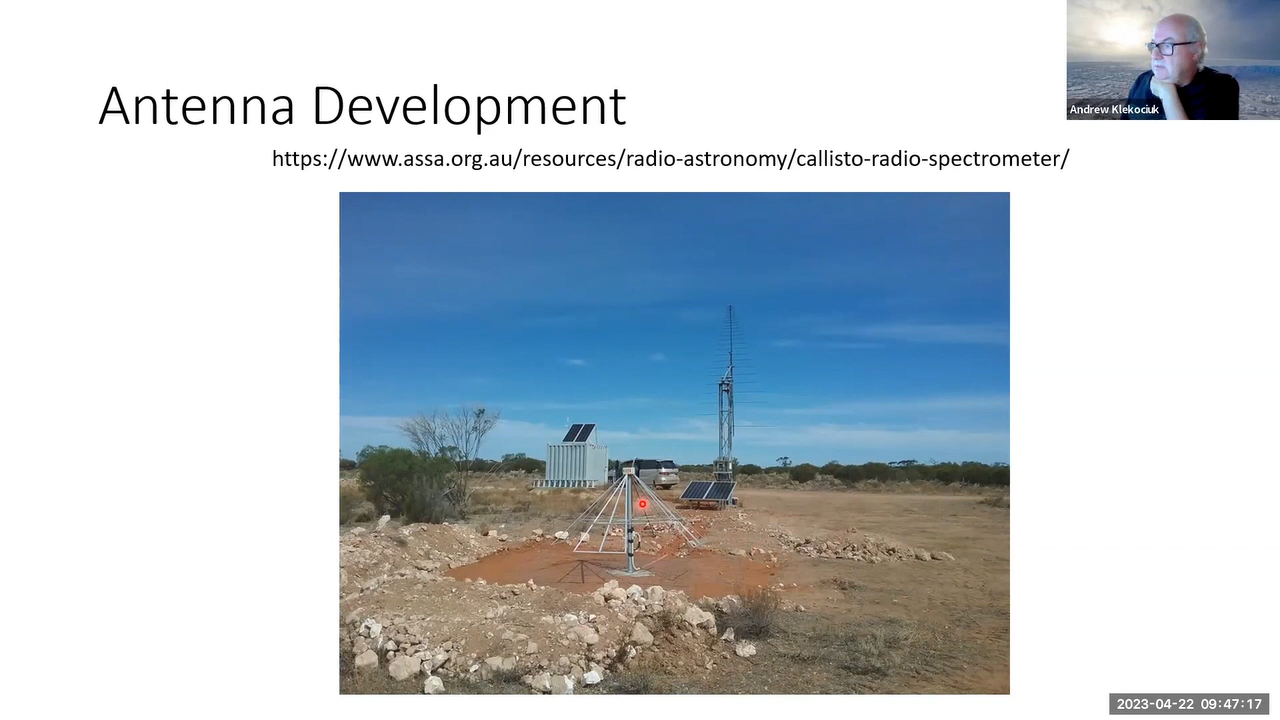 Andrew Klekociuk
Antenna Development
https://www.assa.org.au/resources/radio-astronomy/callisto-radio-spectrometer/
2023-04-22 09:47:17